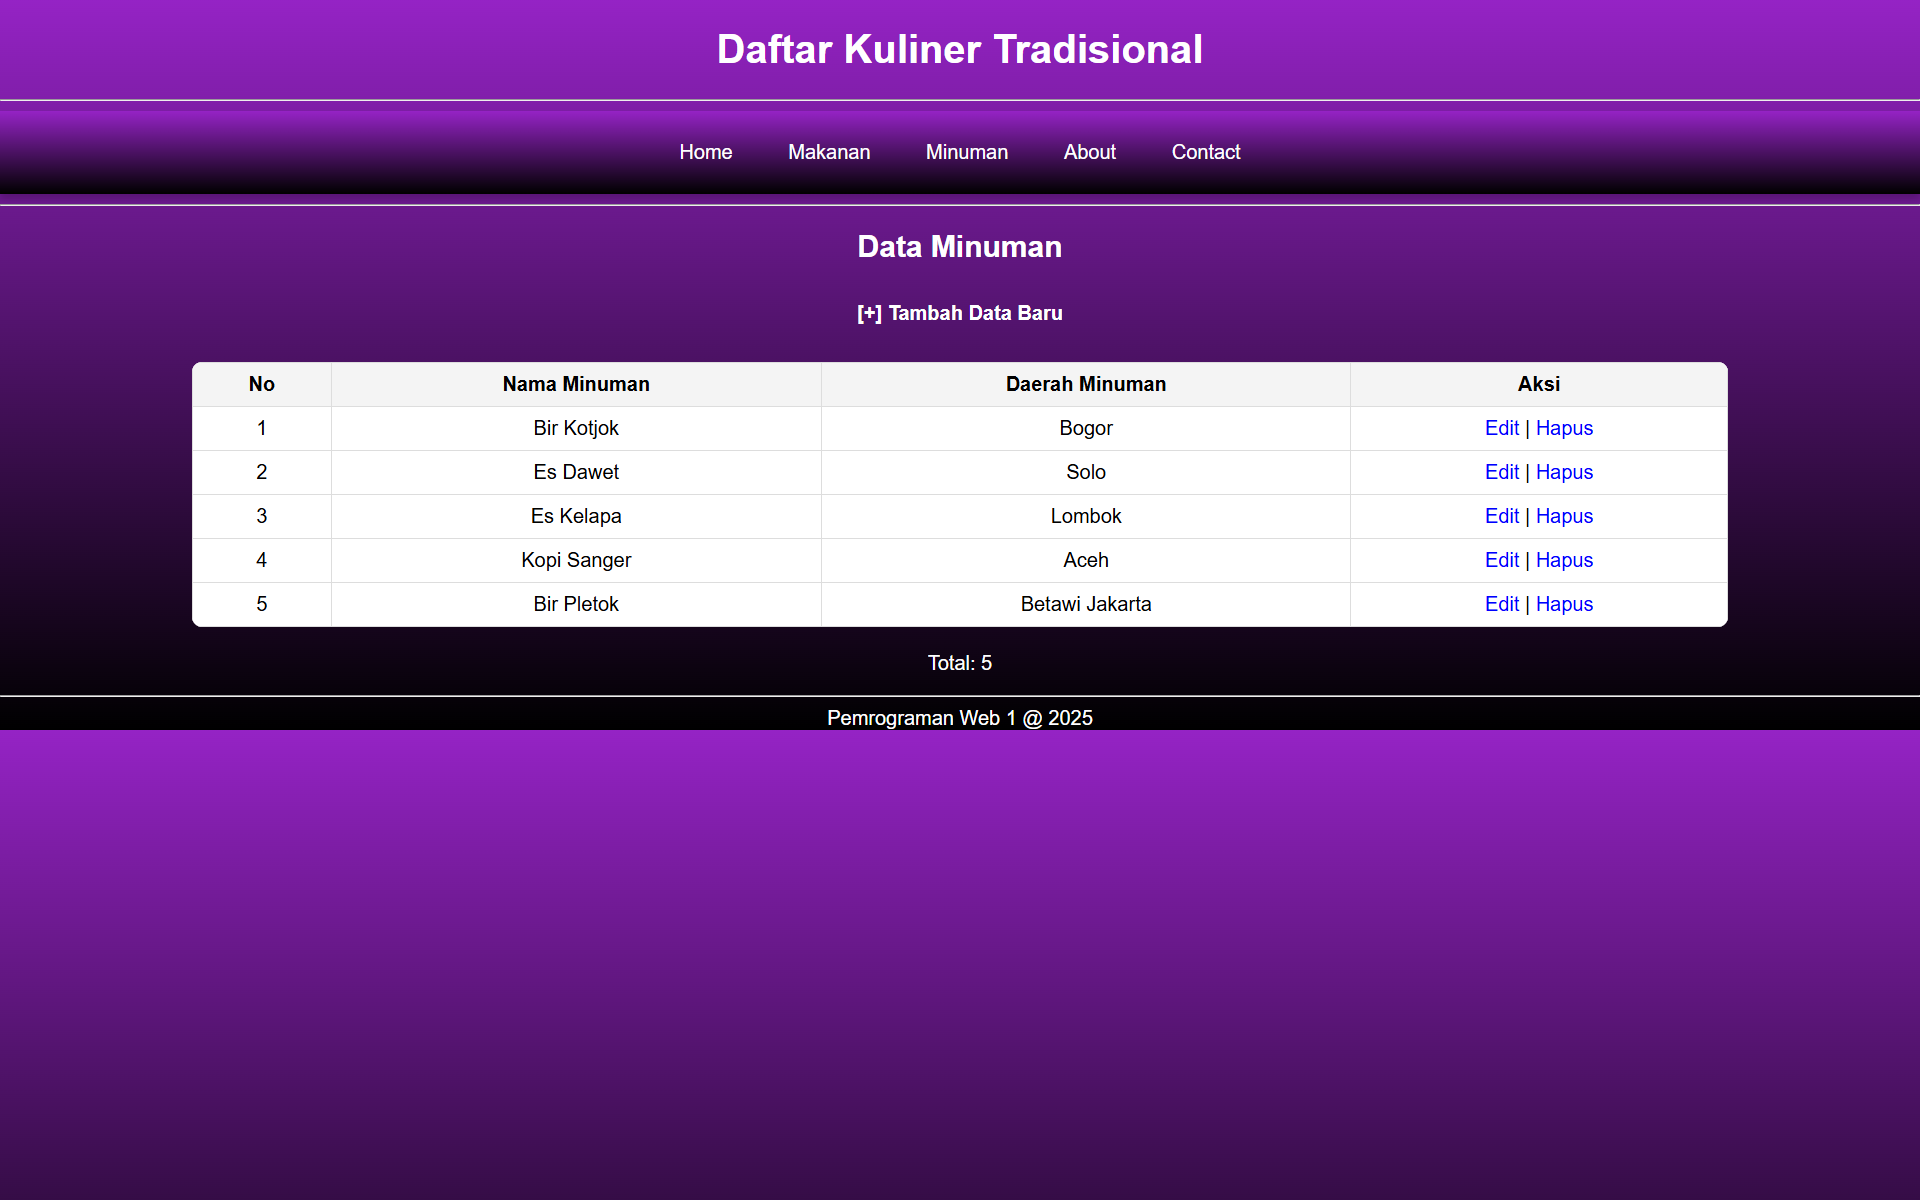 Daftar Kuliner Tradisional
Home Makanan Minuman About Contact
Data Minuman
[+] Tambah Data Baru
No Nama Minuman Daerah Minuman Aksi
1 Bir Kotjok Bogor Edit | Hapus
2 Es Dawet Solo Edit | Hapus
3 Es Kelapa Lombok Edit | Hapus
4 Kopi Sanger Aceh Edit | Hapus
5 Bir Pletok Betawi Jakarta Edit | Hapus
Total: 5
Pemrograman Web 1 @ 2025